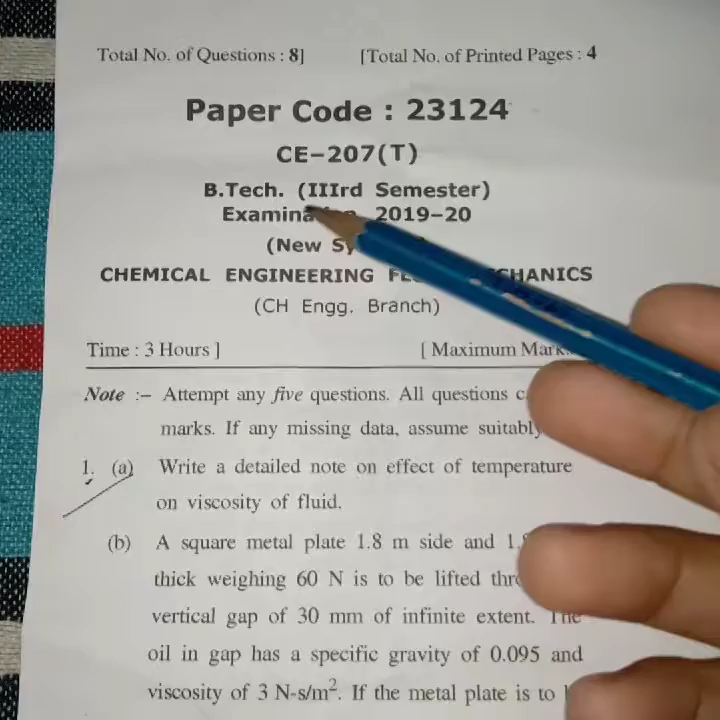 Total No. of Questions : 8] [Total No. of Printed Pages : 4
Paper Code : 23124
CE–207(T)
B.Tech. (IIIrd Semester)
2019–20
(New
CHEMICAL ENGINEERING
(CH Engg. Branch)
Time : 3 Hours ] [ Maximum
Note :– Attempt any five questions. All questions
marks. If any missing data, assume suitably
1. (a) Write a detailed note on effect of temperature
on viscosity of fluid.
(b) A square metal plate 1.8 m side and
thick weighing 60 N is to be lifted
vertical gap of 30 mm of infinite extent. The
oil in gap has a specific gravity of 0.095 and
viscosity of 3 N-s/m². If the metal plate is to